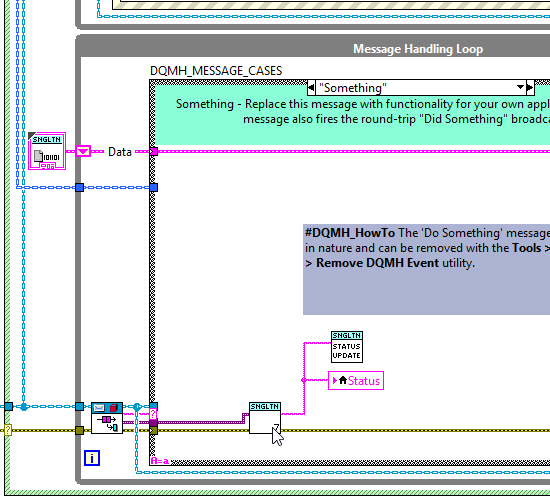 Message Handling Loop
DQMH_MESSAGE_CASES
"Something"
Something - Replace this message with functionality for your own appl
message also fires the round-trip "Did Something" broadca
SNGLTN
Data
#DQMH_HowTo The 'Do Something' message
in nature and can be removed with the Tools >
> Remove DQMH Event utility.
SNGLTN
STATUS
UPDATE
Status
SNGLTN
?
?
i
A=a